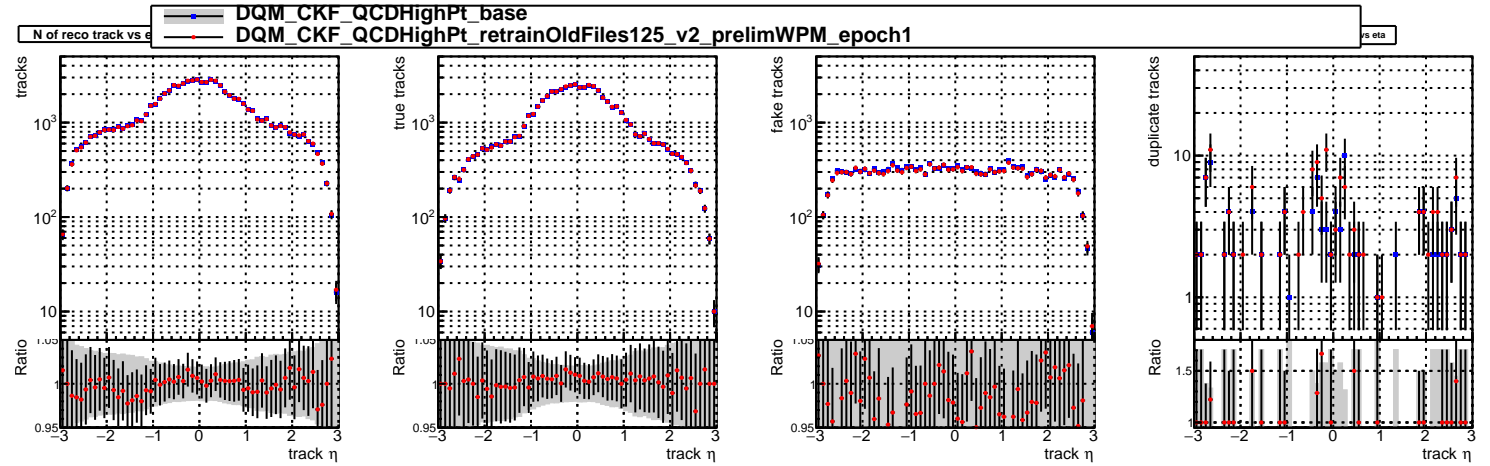 DQM_CKF_QCDHighPt_base
DQM_CKF_QCDHighPt_retrainOldFiles125_v2_prelimWPM_epoch1
N of reco track vs e
vs eta
tracks
10³
10²
10
Ratio
1.05
1
0.95
−3 −2 −1 0 1 2 3
track η
true tracks
10³
10²
10
Ratio
1.05
1
0.95
−3 −2 −1 0 1 2 3
track η
fake tracks
10³
10²
10
Ratio
1.05
1
0.95
−3 −2 −1 0 1 2 3
track η
duplicate tracks
10
1
Ratio
1.5
1
−3 −2 −1 0 1 2 3
track η